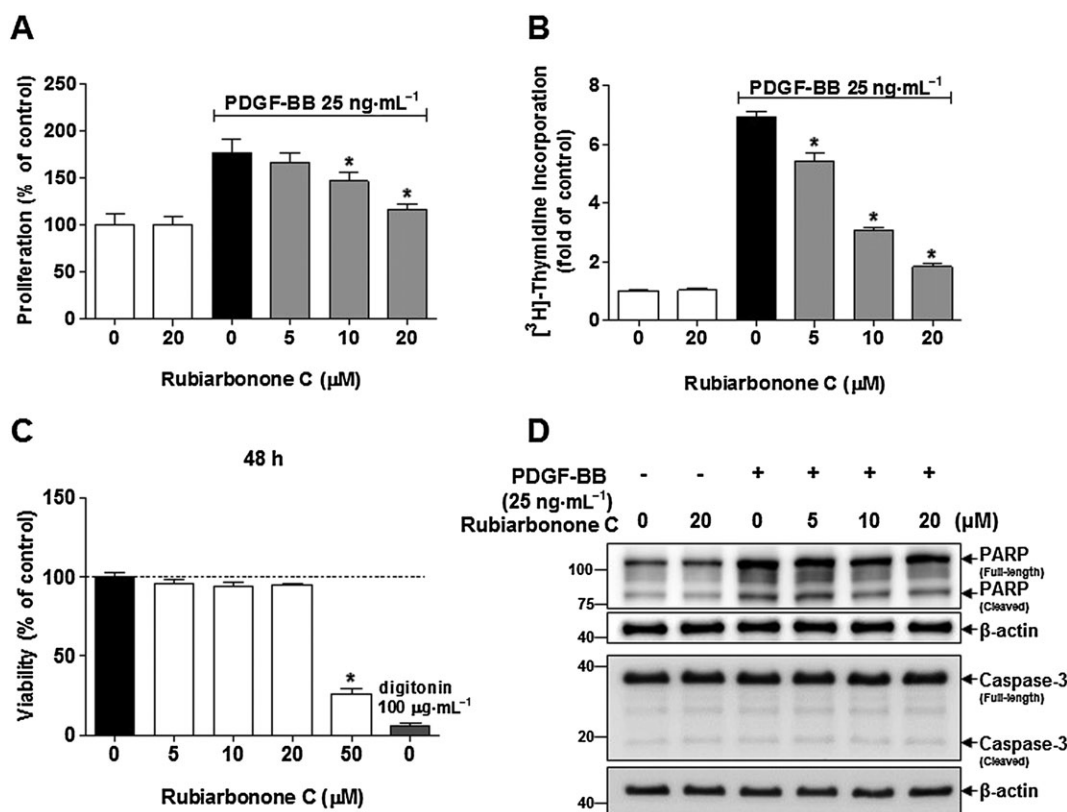 A
PDGF-BB 25 ng·mL⁻¹
Proliferation (% of control)
250
200
150
100
50
0
*
*
0 20 0 5 10 20
Rubiarbonone C (μM)
B
PDGF-BB 25 ng·mL⁻¹
[³H]-Thymidine Incorporation
(fold of control)
8
6
4
2
0
*
*
*
0 20 0 5 10 20
Rubiarbonone C (μM)
C
48 h
Viability (% of control)
150
100
50
0
*
digitonin
100 μg·mL⁻¹
0 5 10 20 50 0
Rubiarbonone C (μM)
D
PDGF-BB - - + + + +
(25 ng·mL⁻¹)
Rubiarbonone C 0 20 0 5 10 20 (μM)
100
75
PARP
(Full-length)
PARP
(Cleaved)
40
β-actin
40
20
Caspase-3
(Full-length)
Caspase-3
(Cleaved)
40
β-actin